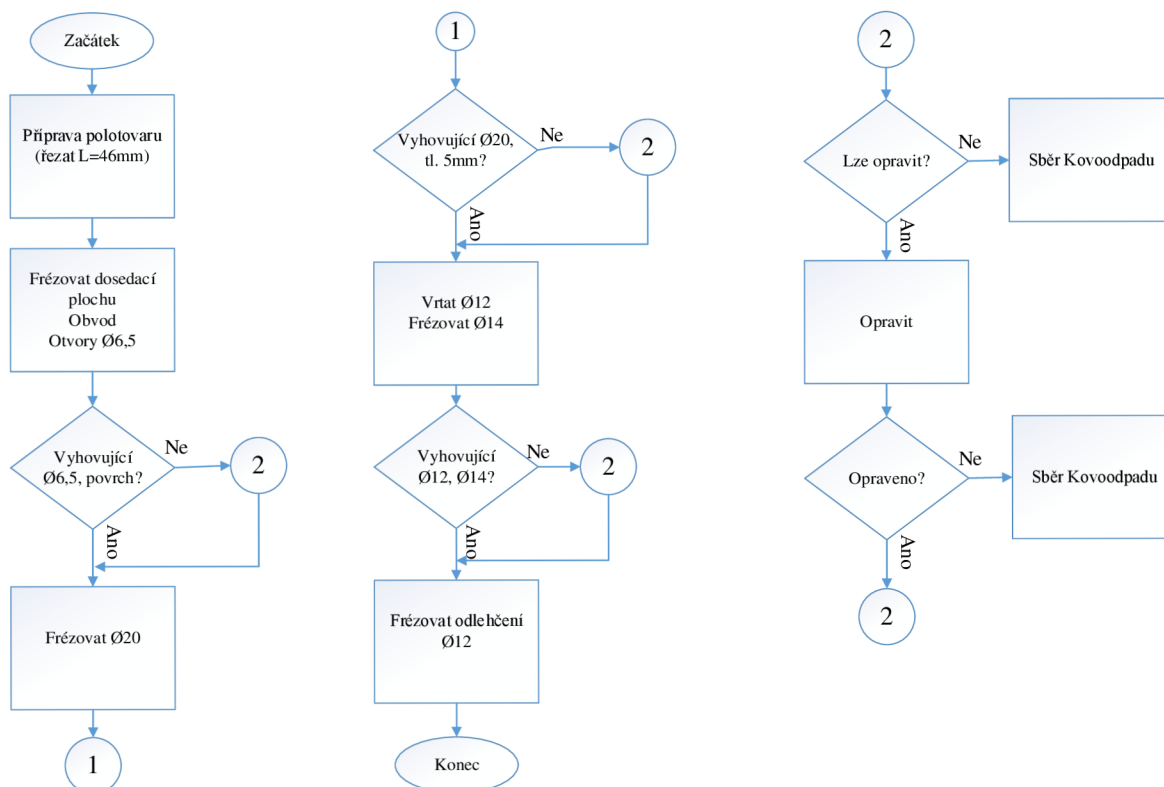 Začátek
Příprava polotovaru
(řezat L=46mm)
Frézovat dosedací
plochu
Obvod
Otvory Ø6,5
Vyhovující
Ø6,5, povrch?
Ne
2
Ano
Frézovat Ø20
1
1
Vyhovující Ø20,
tl. 5mm?
Ne
2
Ano
Vrtat Ø12
Frézovat Ø14
Vyhovující
Ø12, Ø14?
Ne
2
Ano
Frézovat odlehčení
Ø12
Konec
2
Lze opravit?
Ne
Sběr Kovoodpadu
Ano
Opravit
Opraveno?
Ne
Sběr Kovoodpadu
Ano
2